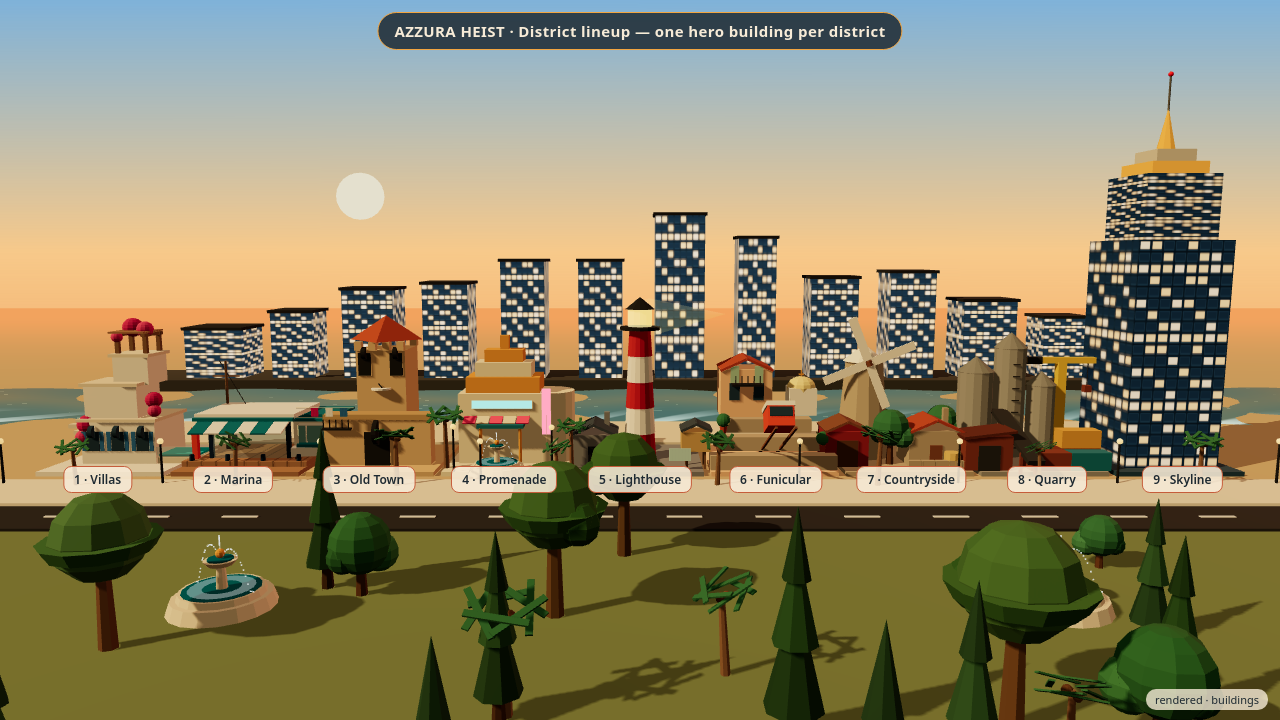 AZZURA HEIST · District lineup — one hero building per district
1 · Villas
2 · Marina
3 · Old Town
4 · Promenade
5 · Lighthouse
6 · Funicular
7 · Countryside
8 · Quarry
9 · Skyline
rendered · buildings